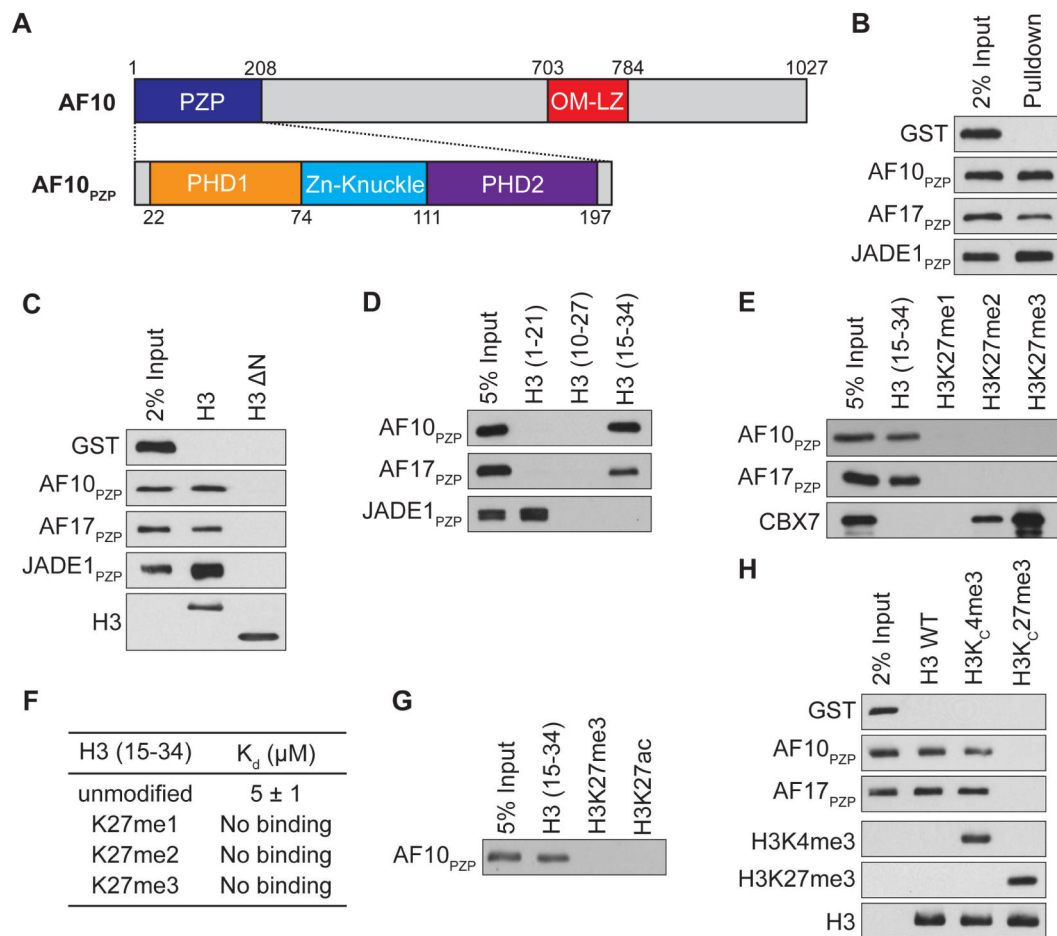 A
1 208 703 784 1027
AF10 PZP OM-LZ
AF10PZP PHD1 Zn-Knuckle PHD2
22 74 111 197
B
2% Input Pulldown
GST
AF10PZP
AF17PZP
JADE1PZP
C
2% Input H3 H3 ΔN
GST
AF10PZP
AF17PZP
JADE1PZP
H3
D
5% Input H3 (1-21) H3 (10-27) H3 (15-34)
AF10PZP
AF17PZP
JADE1PZP
E
5% Input H3 (15-34) H3K27me1 H3K27me2 H3K27me3
AF10PZP
AF17PZP
CBX7
F
H3 (15-34) Kd (µM)
unmodified 5 ± 1
K27me1 No binding
K27me2 No binding
K27me3 No binding
G
5% Input H3 (15-34) H3K27me3 H3K27ac
AF10PZP
H
2% Input H3 WT H3KC4me3 H3KC27me3
GST
AF10PZP
AF17PZP
H3K4me3
H3K27me3
H3